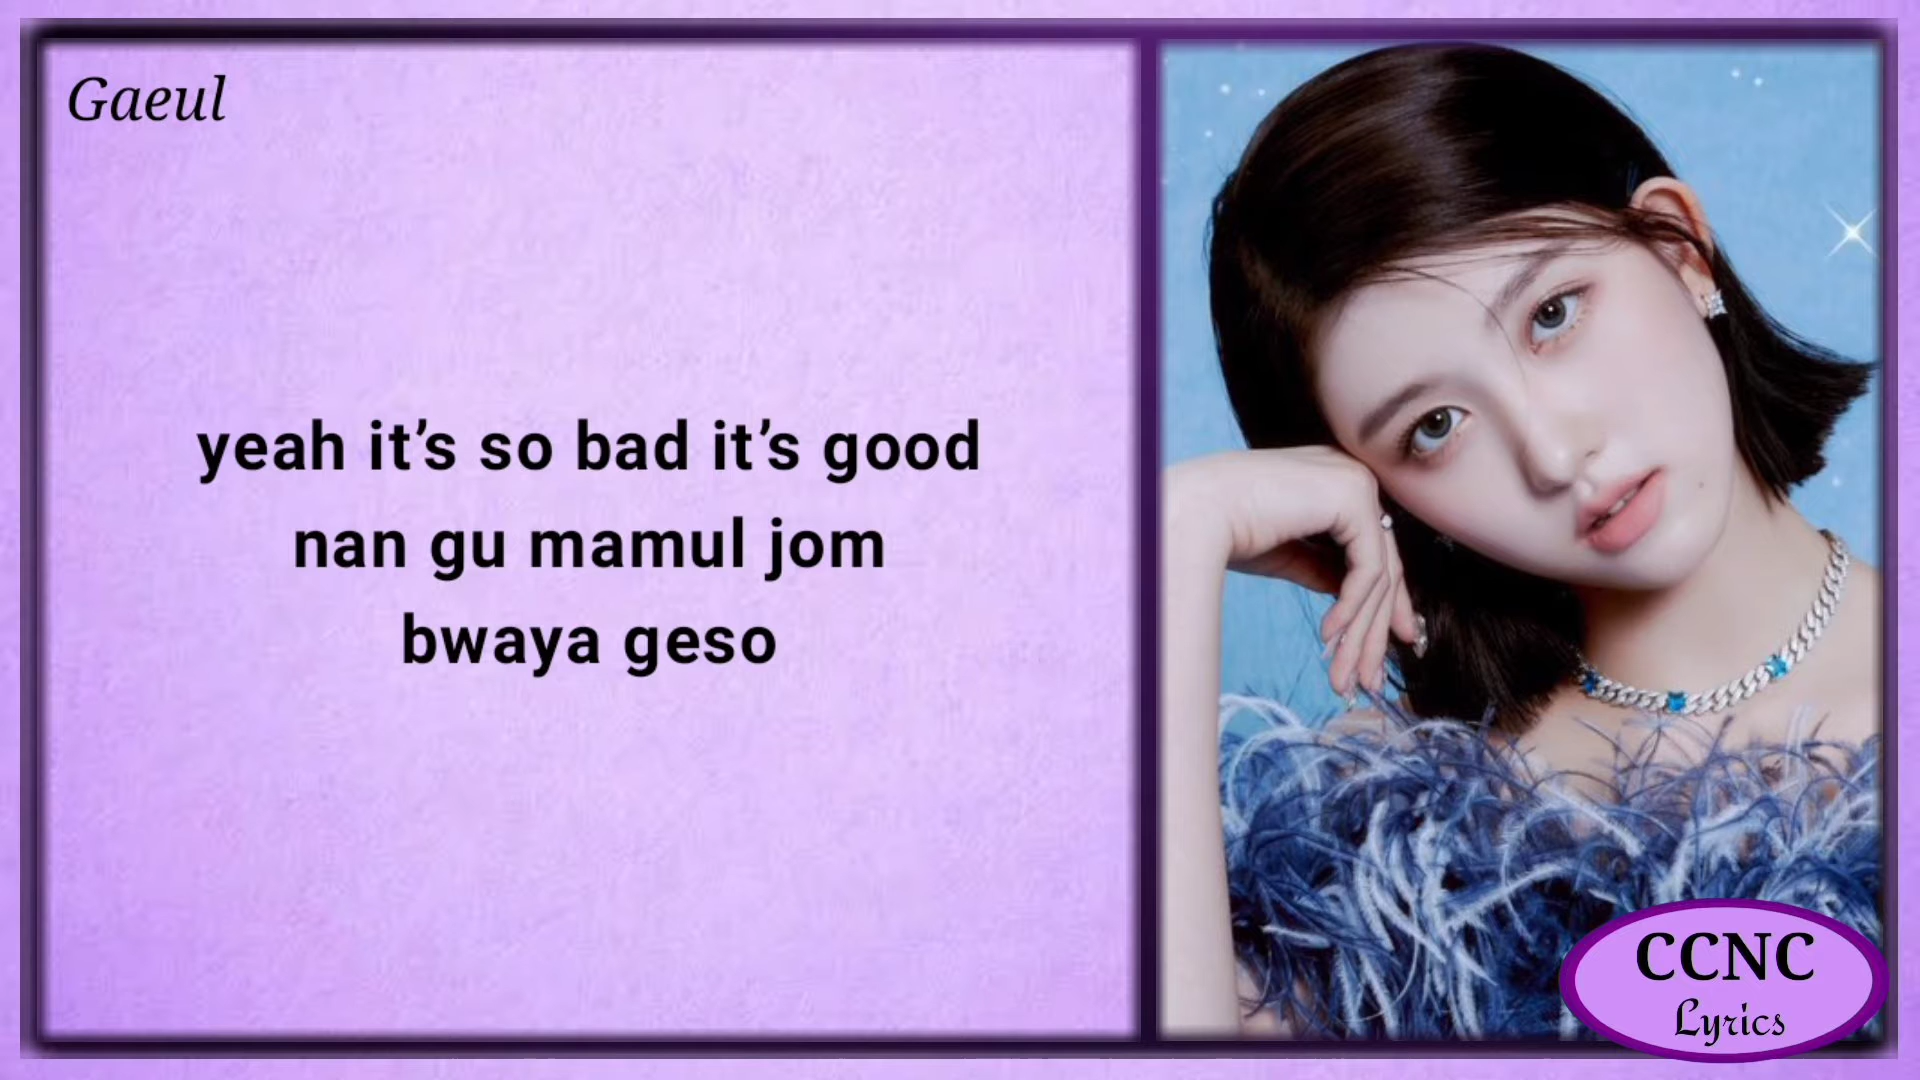 Gaeul
yeah it’s so bad it’s good
nan gu mamul jom
bwaya geso
CCNC
Lyrics